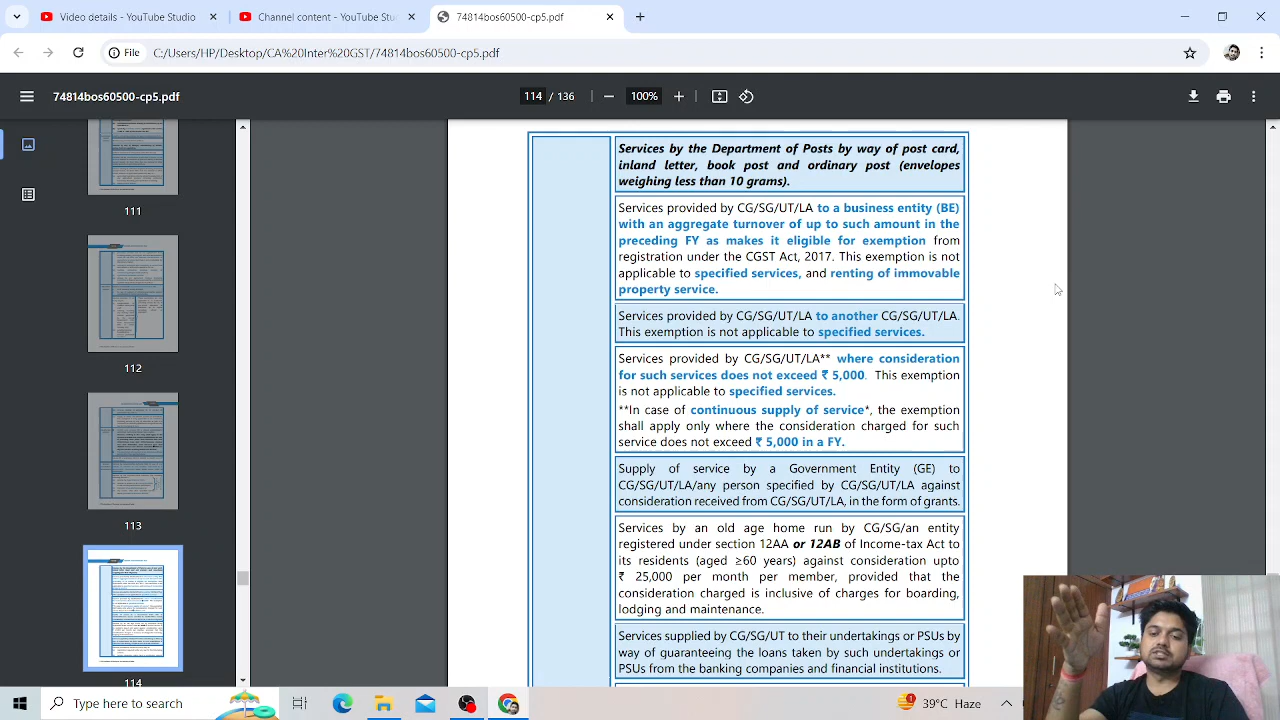 Video details - YouTube Studio
Channel content - YouTube Stu
74814bos60500-cp5.pdf
File
C:/Users/HP/Desktop/CA%20Inter%20GST/74814bos60500-cp5.pdf
74814bos60500-cp5.pdf
114 / 136
100%
111
112
113
114
Services by the Department of Posts by way of post card,
inland letter, book post and ordinary post (envelopes
weighing less than 10 grams).
Services provided by CG/SG/UT/LA to a business entity (BE)
with an aggregate turnover of up to such amount in the
preceding FY as makes it eligible for exemption from
registration under the CGST Act, 2017. This exemption is not
applicable to specified services, and renting of immovable
property service.
Services provided by CG/SG/UT/LA to another CG/SG/UT/LA.
This exemption is not applicable to specified services.
Services provided by CG/SG/UT/LA** where consideration
for such services does not exceed ₹ 5,000. This exemption
is not applicable to specified services.
**In case of continuous supply of service*, the exemption
shall apply only where the consideration charged for such
service does not exceed ₹ 5,000 in a FY.
Supply of service by a Government Entity (GE) to
CG/SG/UT/LA/any person specified by CG/SG/UT/LA against
consideration received from CG/SG/UT/LA, in the form of grants.
Services by an old age home run by CG/SG/an entity
registered under section 12AA or 12AB of Income-tax Act to
its residents (aged ≥60 years) against consideration upto
₹ 25,000 per month per member provided that the
consideration charged is inclusive of charges for boarding,
lodging and maintenance.
Services supplied by CG/SG/UT to their undertakings or PSUs by
way of guaranteeing the loans taken by such undertakings or
PSUs from the banking companies and financial institutions.
Type here to search
39°C Haze